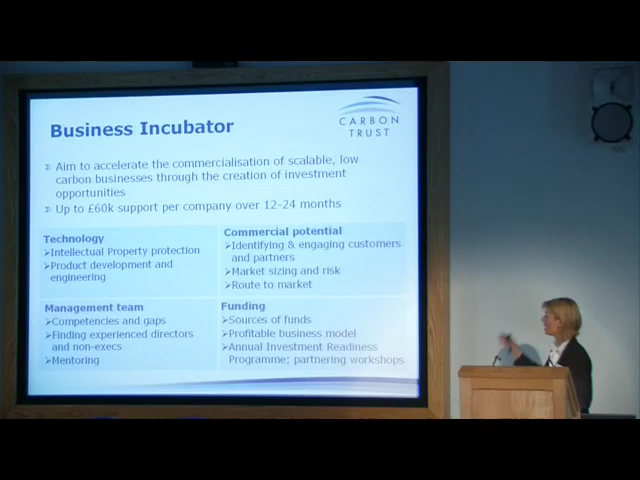 Business Incubator
CARBON
TRUST
Aim to accelerate the commercialisation of scalable, low
carbon businesses through the creation of investment
opportunities
Up to £60k support per company over 12-24 months
Technology
➢Intellectual Property protection
➢Product development and
engineering
Commercial potential
➢Identifying & engaging customers
and partners
➢Market sizing and risk
➢Route to market
Management team
➢Competencies and gaps
➢Finding experienced directors
and non-execs
➢Mentoring
Funding
➢Sources of funds
➢Profitable business model
➢Annual Investment Readiness
Programme; partnering workshops